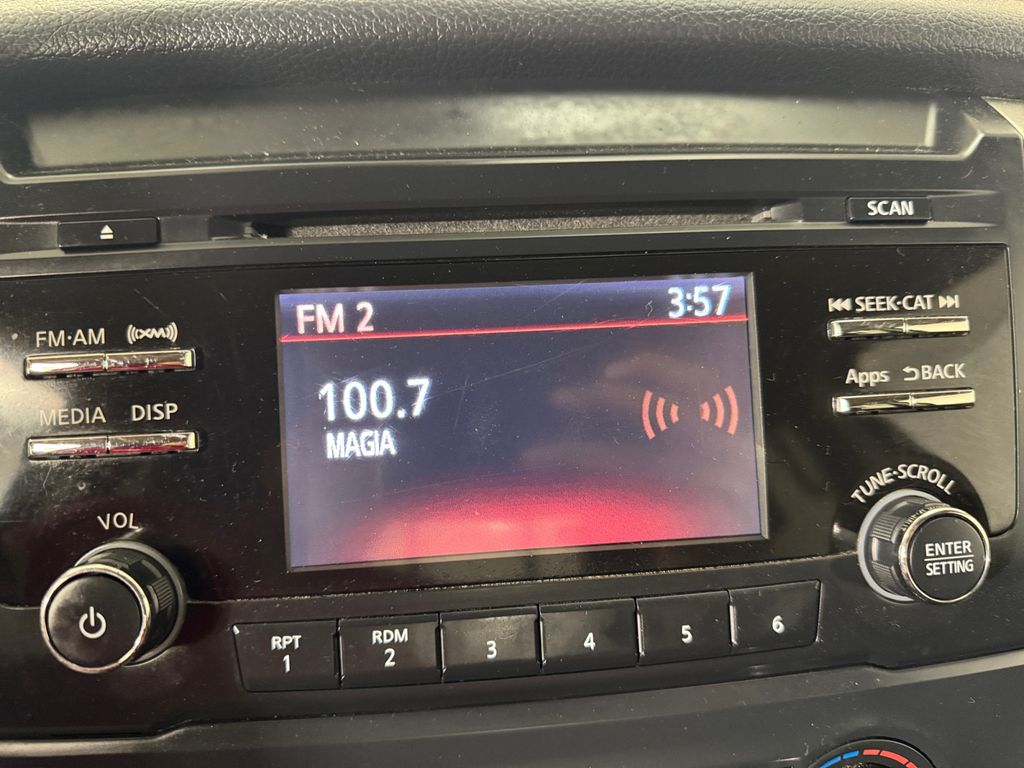 SCAN
FM 2 3:57
FM·AM (((XM)))
SEEK·CAT
100.7
MAGIA
Apps BACK
MEDIA DISP
TUNE·SCROLL
VOL
ENTER
SETTING
RPT RDM
1 2 3 4 5 6